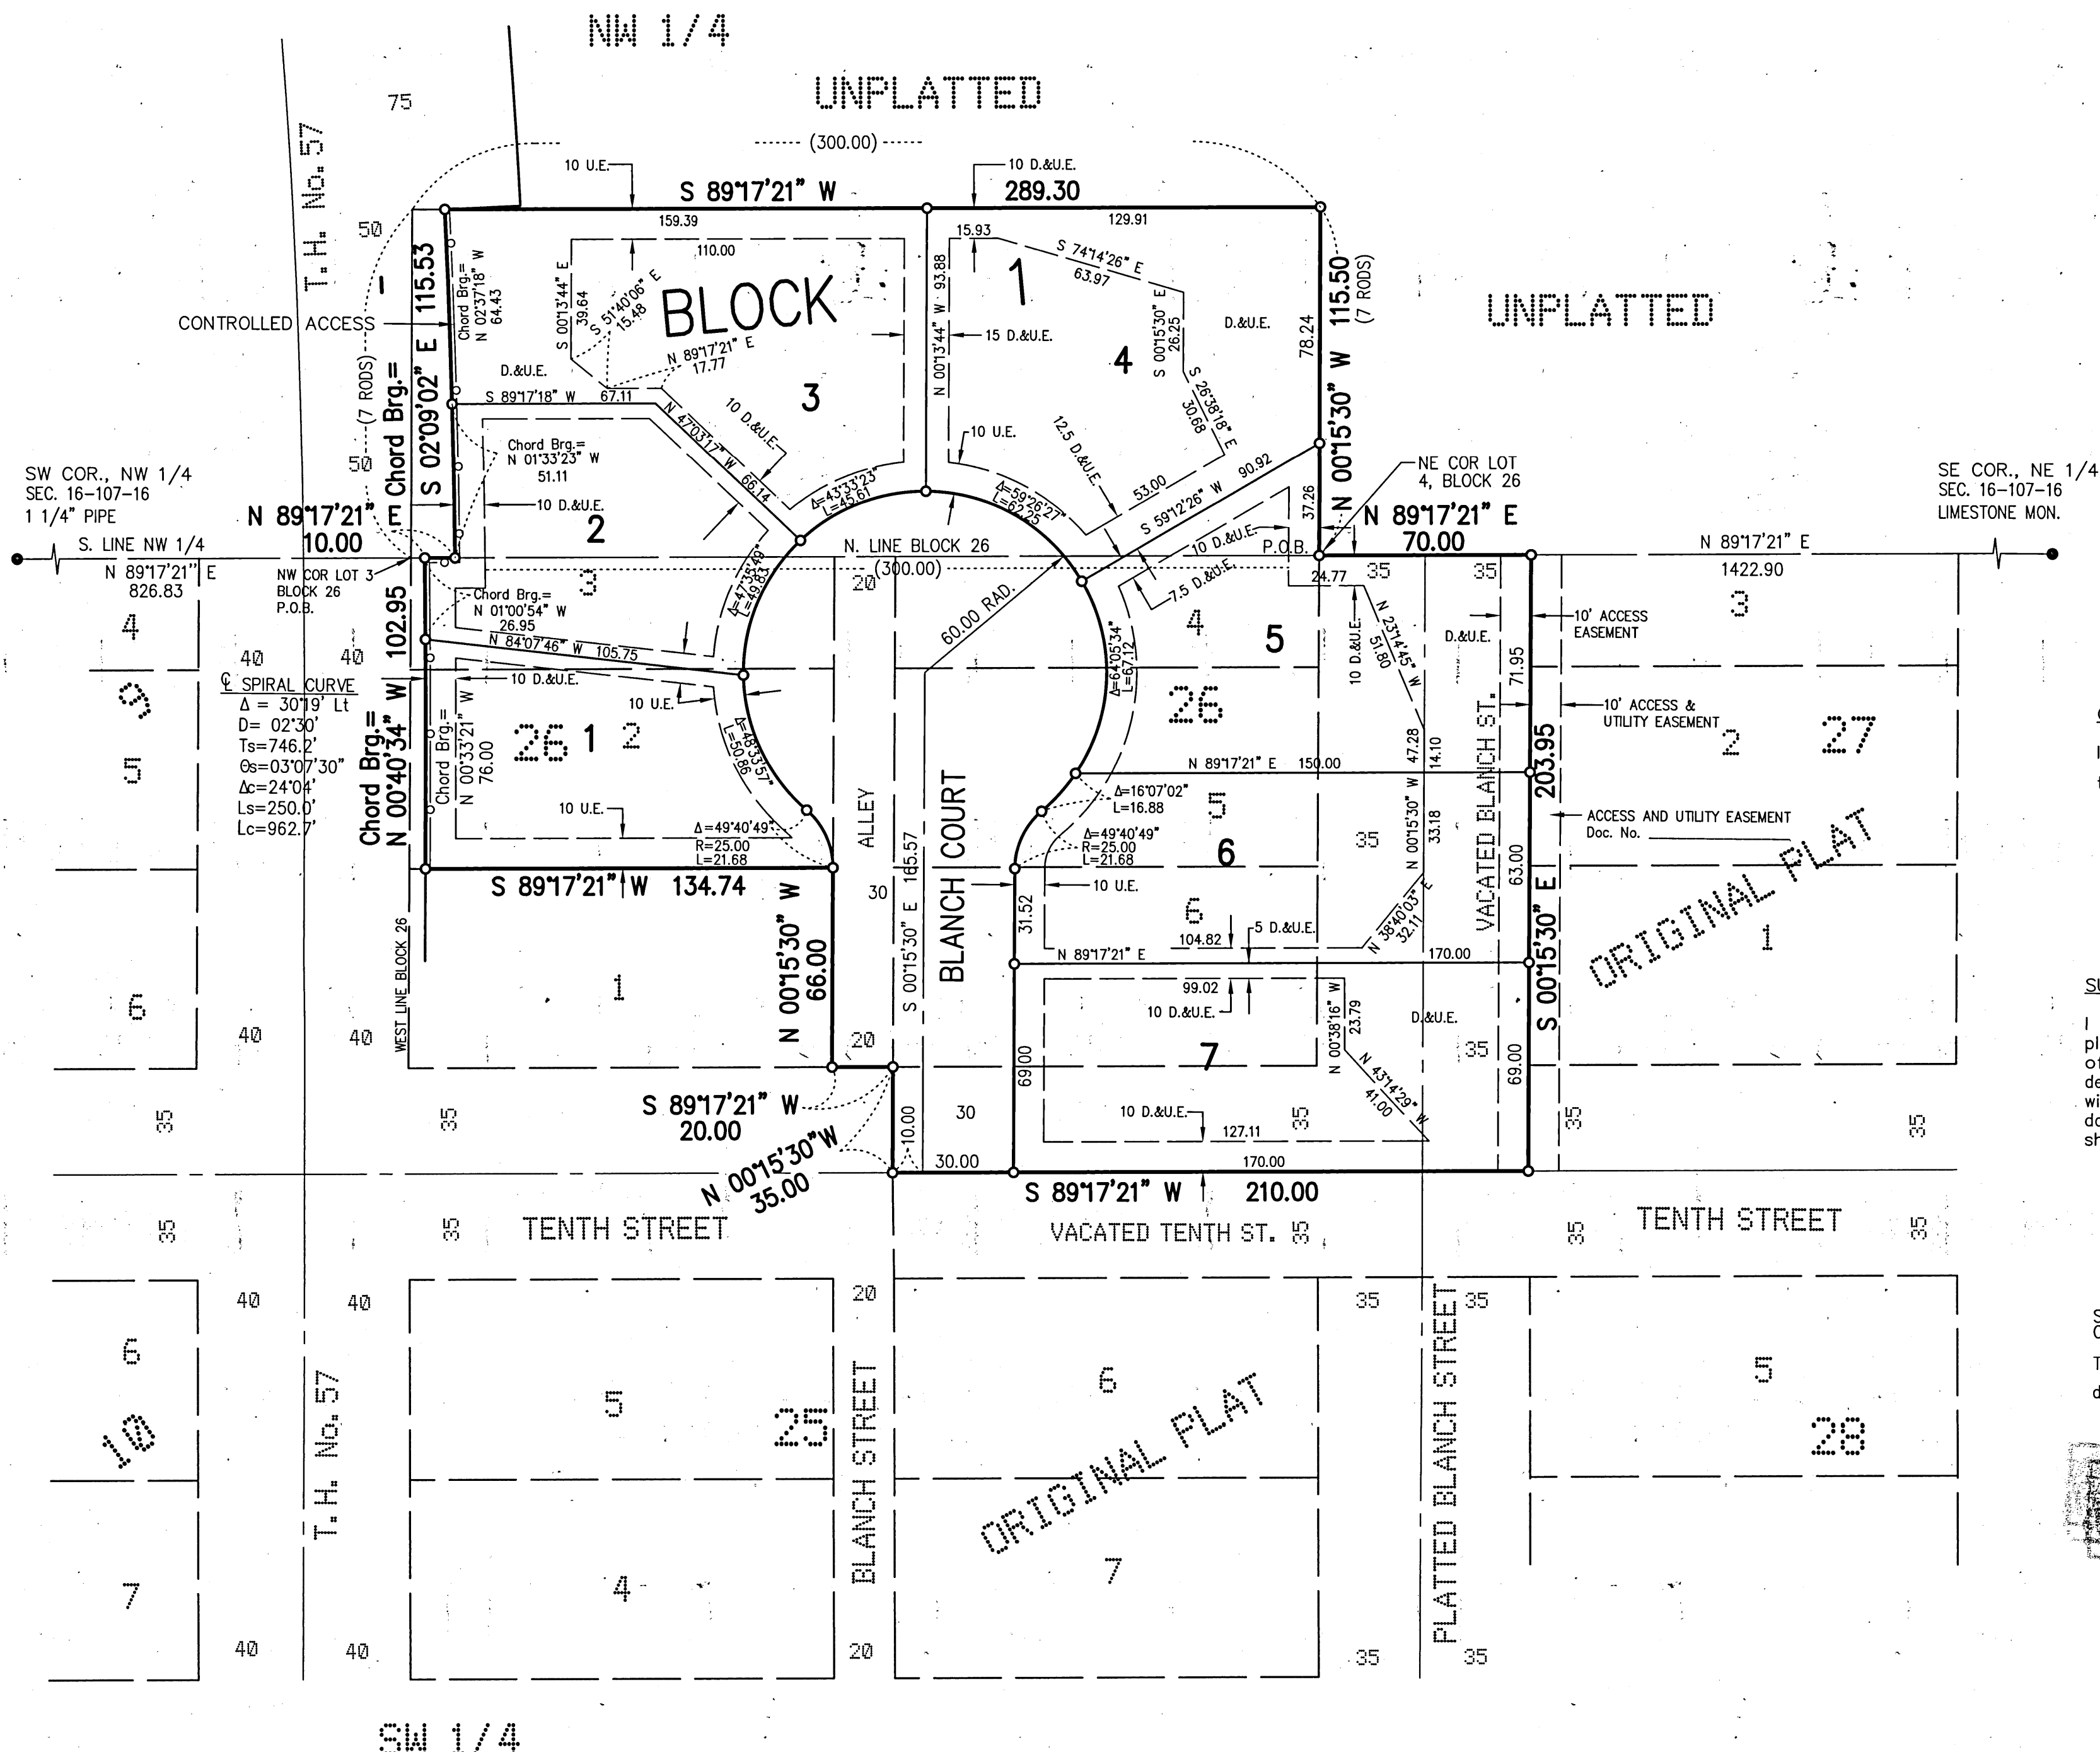 NW 1/4
75
UNPLATTED
(300.00)
T.H. No. 57
50
10 U.E.
10 D.&U.E.
S 89°17'21" W 289.30
159.39
129.91
110.00
15.93
S 74°14'26" E
63.97
Chord Brg.=
S 02°09'02" E 115.53
(7 RODS)
Chord Brg.=
N 02°37'18" W
64.43
CONTROLLED ACCESS
S 00°13'44" E
39.64
S 51°40'06" E
15.48
N 89°17'21" E
17.77
BLOCK 1
N 00°13'44" W 93.88
15 D.&U.E.
S 00°15'30" E
26.25
D.&U.E.
78.24
N 00°15'30" W 115.50
(7 RODS)
UNPLATTED
D.&U.E.
3
4
S 89°17'18" W 67.11
N 47°03'17" W
66.14
10 D.&U.E.
S 26°38'18" E
30.68
10 U.E.
12.5 D.&U.E.
53.00
S 59°12'26" W 90.92
37.26
50
Chord Brg.=
N 01°33'23" W
51.11
Δ=43°33'23"
L=45.61
Δ=59°26'27"
L=62.25
NE COR LOT
4, BLOCK 26
SW COR., NW 1/4
SEC. 16-107-16
1 1/4" PIPE
SE COR., NE 1/4
SEC. 16-107-16
LIMESTONE MON.
N 89°17'21" E
10.00
10 D.&U.E.
2
10 D.&U.E.
P.O.B.
N 89°17'21" E
70.00
S. LINE NW 1/4
N 89°17'21" E
826.83
N. LINE BLOCK 26
(300.00)
N 89°17'21" E
1422.90
NW COR LOT 3
BLOCK 26
P.O.B.
3
Δ=47°35'49"
L=49.83
20
60.00 RAD.
7.5 D.&U.E.
24.77
35
35
Chord Brg.=
N 01°00'54" W
26.95
4
5
10 D.&U.E.
N 23°14'45" W
51.80
D.&U.E.
71.95
10' ACCESS
EASEMENT
3
4
40
40
N 84°07'46" W 105.75
Δ=64°05'34"
L=67.12
Chord Brg.=
N 00°40'34" W 102.95
℄ SPIRAL CURVE
Δ = 30°19' Lt
D= 02°30'
Ts=746.2'
Θs=03°07'30"
Δc=24°04'
Ls=250.0'
Lc=962.7'
9
5
10 D.&U.E.
10 U.E.
Chord Brg.=
N 00°33'21" W
76.00
26
1
2
Δ=48°33'57"
L=50.86
26
10' ACCESS &
UTILITY EASEMENT
2
27
N 89°17'21" E 150.00
47.28
14.10
VACATED BLANCH ST.
S 00°15'30" E 203.95
10 U.E.
Δ=49°40'49"
R=25.00
L=21.68
ALLEY
BLANCH COURT
Δ=16°07'02"
L=16.88
5
Δ=49°40'49"
R=25.00
L=21.68
6
35
N 00°15'30" W
33.18
63.00
ACCESS AND UTILITY EASEMENT
Doc. No.
ORIGINAL PLAT
S 89°17'21" W 134.74
30
S 00°15'30" E 165.57
31.52
10 U.E.
6
N 38°40'03" E
32.11
104.82
5 D.&U.E.
N 89°17'21" E
170.00
WEST LINE BLOCK 26
N 00°15'30" W
66.00
1
1
6
40
40
20
99.02
10 D.&U.E.
N 00°38'16" W
23.79
D.&U.E.
35
7
69.00
69.00
N 43°14'29" W
41.00
S 89°17'21" W
20.00
35
35
10.00
30
10 D.&U.E.
127.11
35
35
35
N 00°15'30" W
35.00
30.00
170.00
S 89°17'21" W 210.00
35
35
TENTH STREET
VACATED TENTH ST.
35
35
TENTH STREET
35
40
40
20
35
35
6
10
7
T.H. No. 57
5
25
4
BLANCH STREET
6
ORIGINAL PLAT
7
PLATTED BLANCH STREET
5
28
40
40
20
35
35
SW 1/4